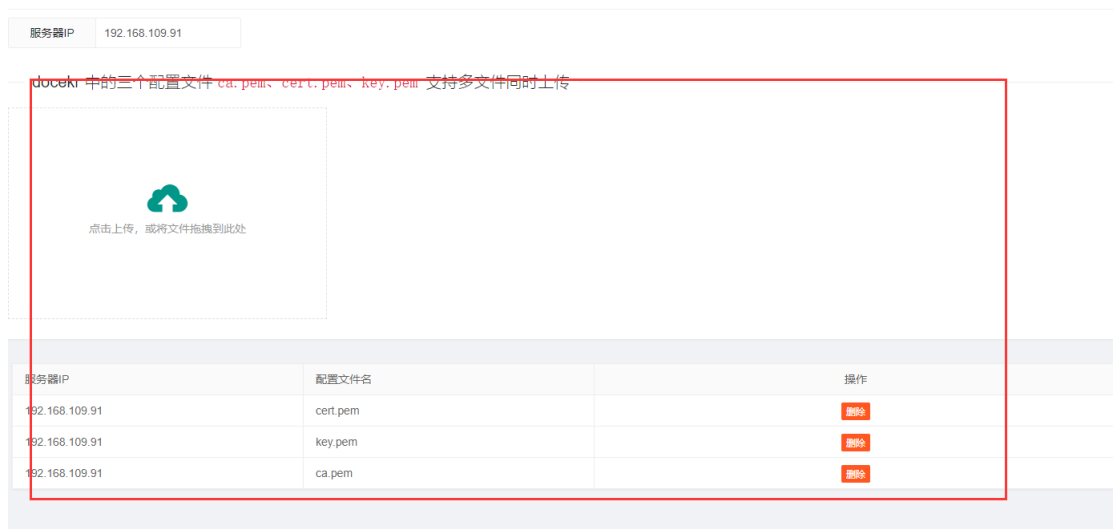 服务器IP 192.168.109.91
docekr 中的三个配置文件 ca.pem、cert.pem、key.pem 支持多文件同时上传
点击上传，或将文件拖拽到此处
服务器IP 配置文件名 操作
192.168.109.91 cert.pem 删除
192.168.109.91 key.pem 删除
192.168.109.91 ca.pem 删除